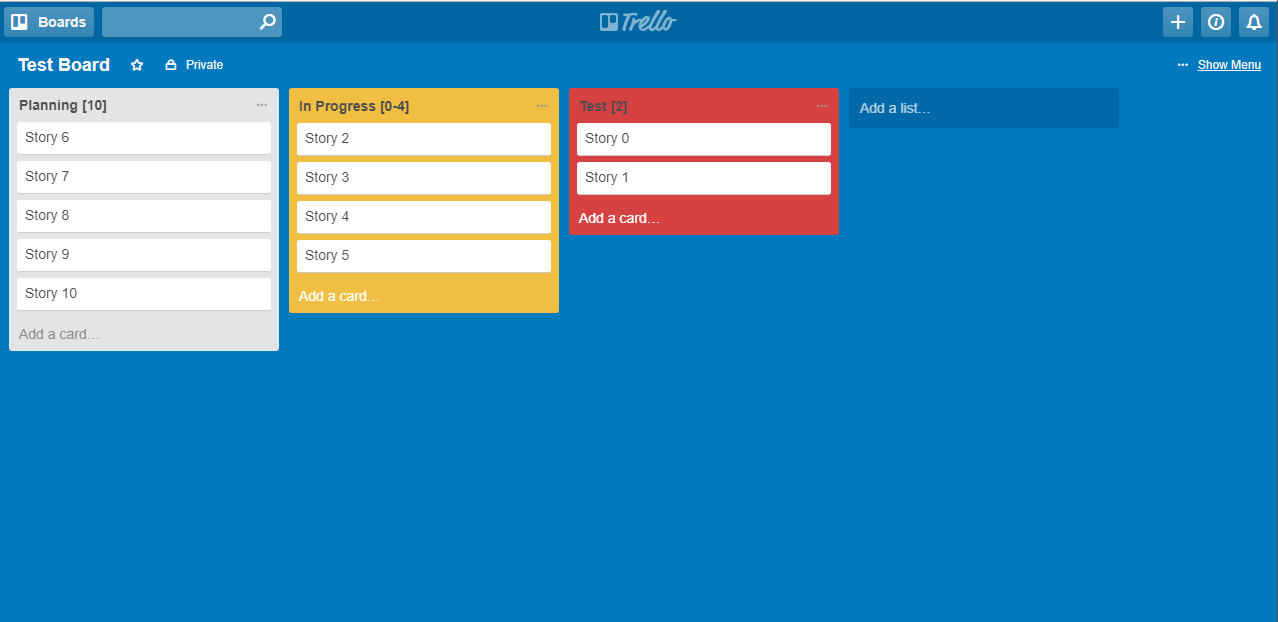 Boards
Trello
Test Board
Private
Show Menu
Planning [10]
Story 6
Story 7
Story 8
Story 9
Story 10
Add a card…
In Progress [0-4]
Story 2
Story 3
Story 4
Story 5
Add a card…
Test [2]
Story 0
Story 1
Add a card…
Add a list…